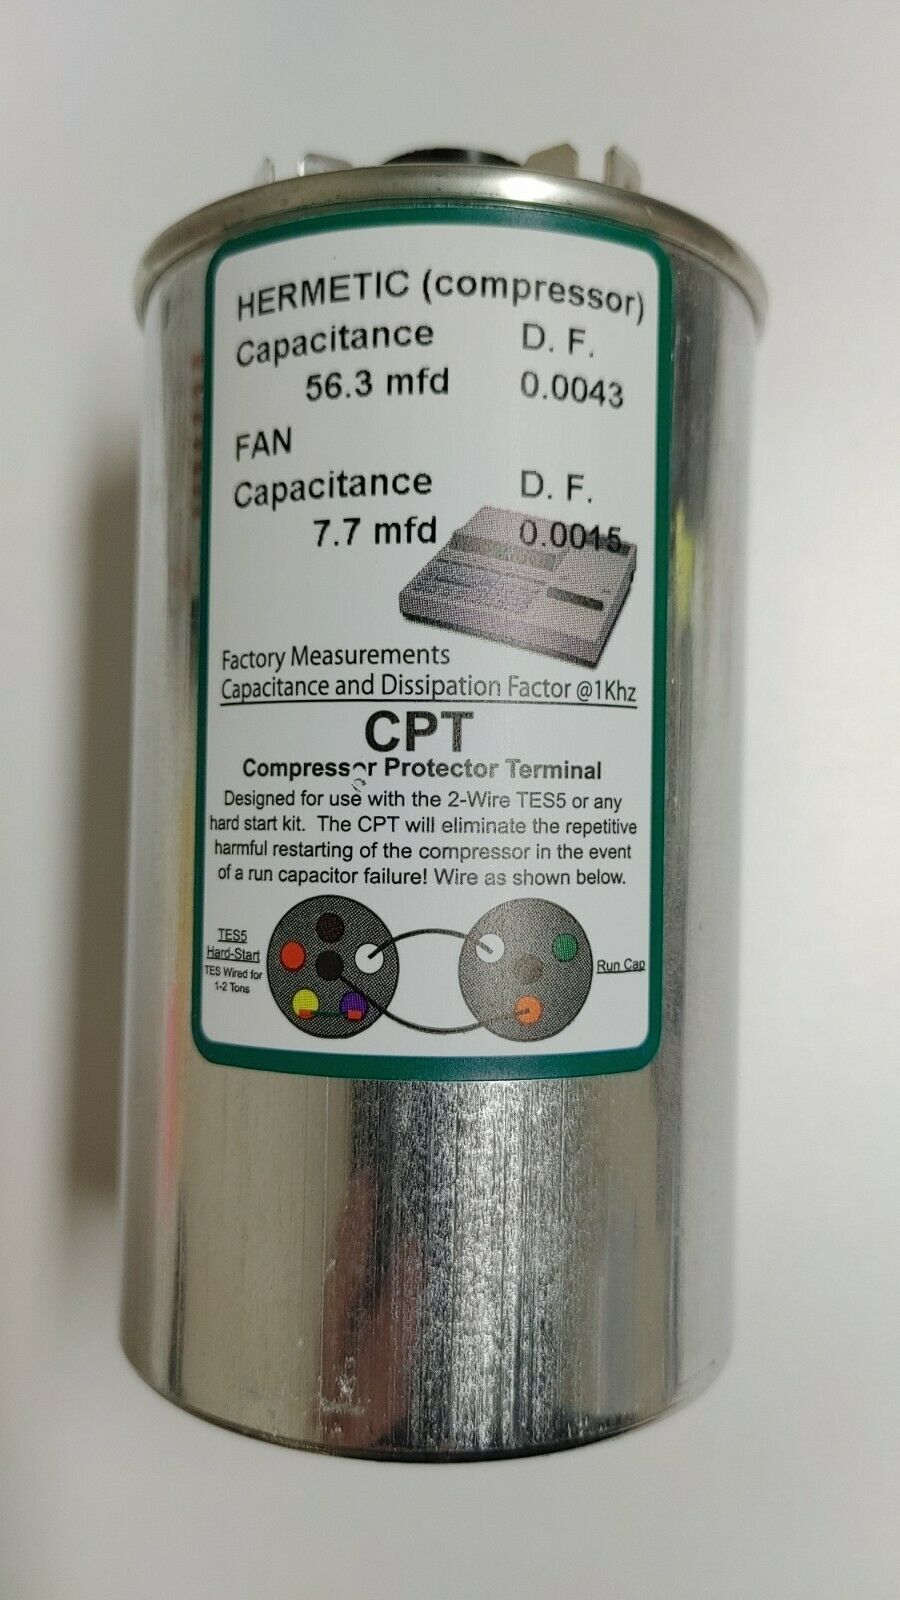 HERMETIC (compressor)
Capacitance D. F.
56.3 mfd 0.0043
FAN
Capacitance D. F.
7.7 mfd 0.0015
Factory Measurements
Capacitance and Dissipation Factor @1Khz
CPT
Compressor Protector Terminal
Designed for use with the 2-Wire TES5 or any
hard start kit. The CPT will eliminate the repetitive
harmful restarting of the compressor in the event
of a run capacitor failure! Wire as shown below.
TES5
Hard-Start
TES Wired for
1-2 Tons
Run Cap